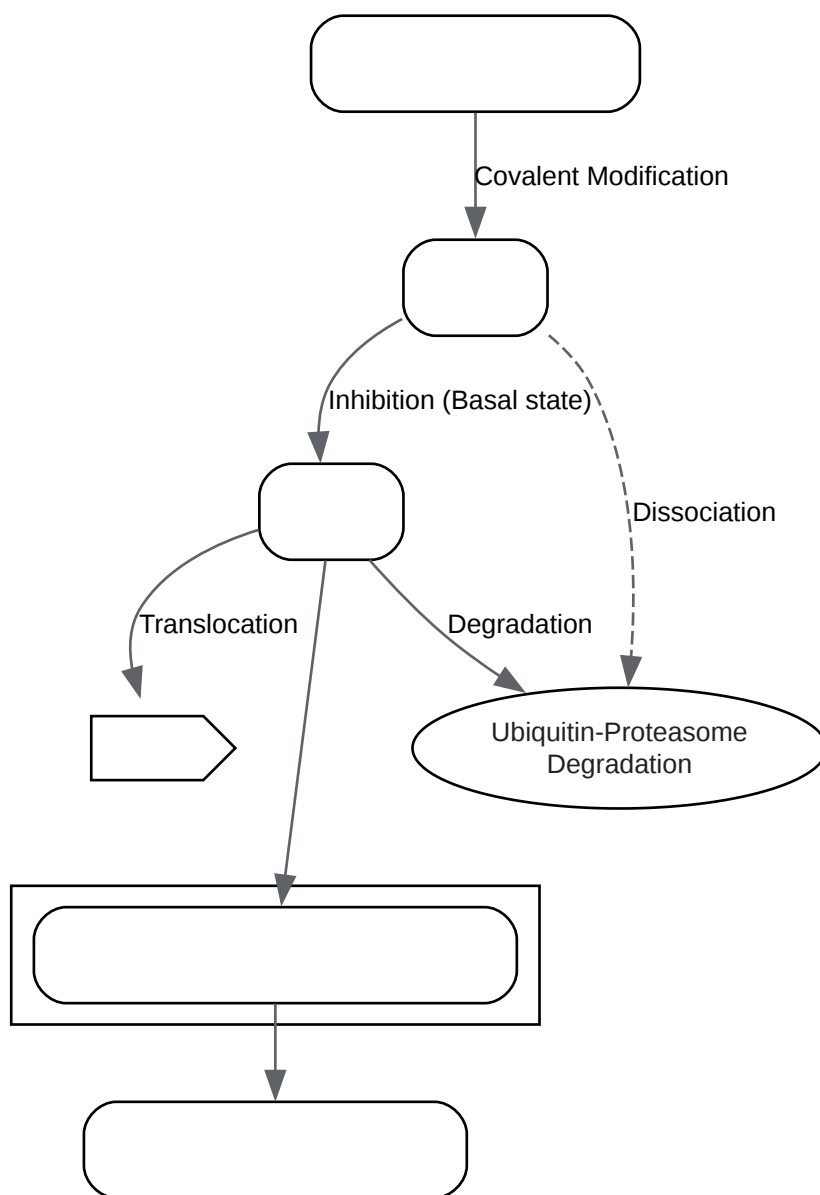 Covalent Modification
Inhibition (Basal state)
Dissociation
Translocation
Degradation
Ubiquitin-Proteasome
Degradation